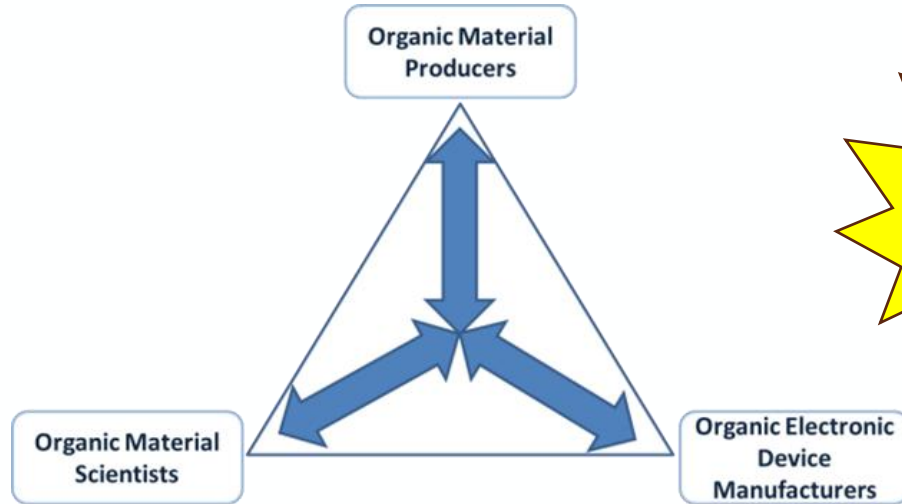 Organic Material
Producers
Organic Material
Scientists
Organic Electronic
Device
Manufacturers